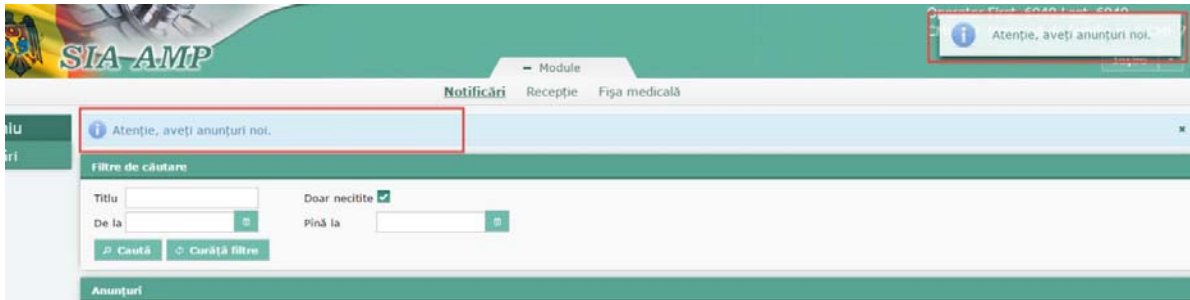 SIA-AMP
Atenție, aveți anunțuri noi.
– Module
Notificări Recepție Fișa medicală
Atenție, aveți anunțuri noi.
Filtre de căutare
Titlu Doar necitite
De la Pînă la
Caută Curăță filtre
Anunțuri